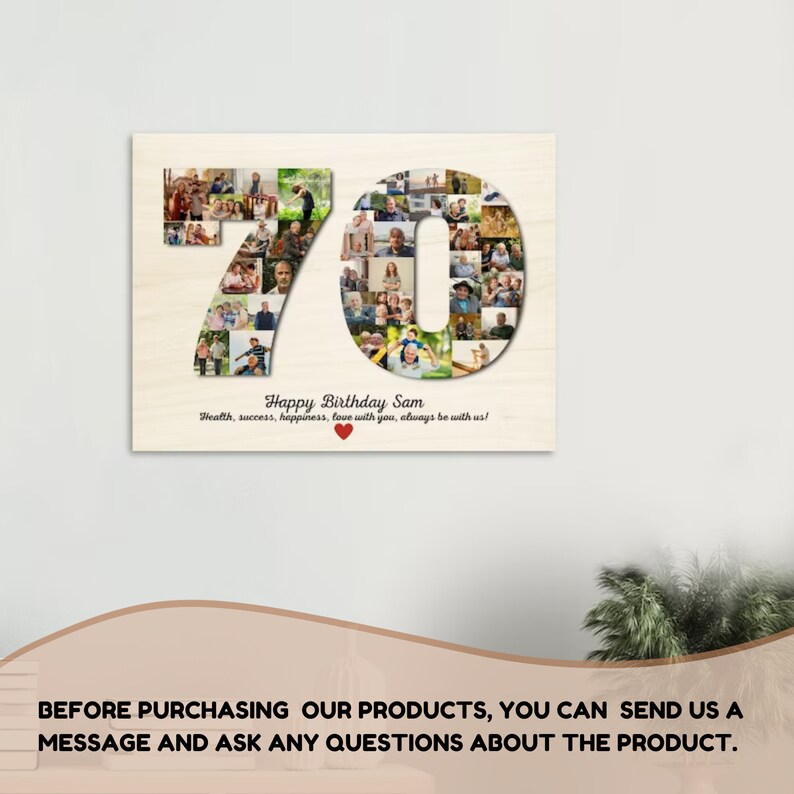 70
Happy Birthday Sam
Health, success, happiness, love with you, always be with us!
BEFORE PURCHASING OUR PRODUCTS, YOU CAN SEND US A
MESSAGE AND ASK ANY QUESTIONS ABOUT THE PRODUCT.